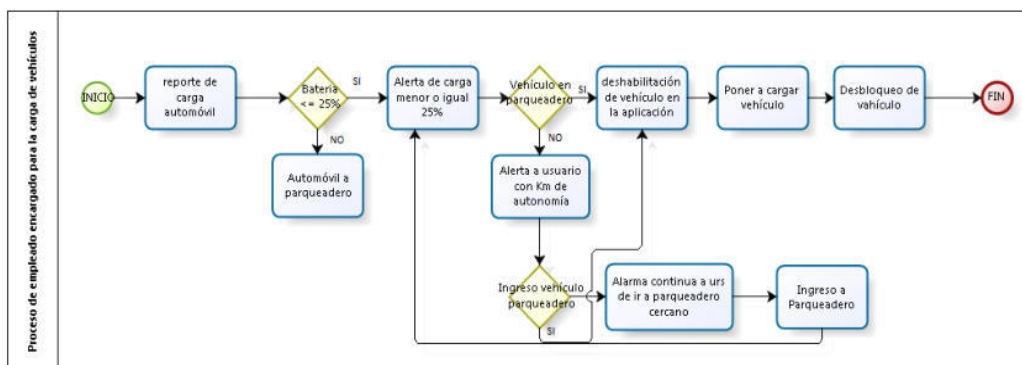 Proceso de empleado encargado para la carga de vehículos
INICIO
reporte de
carga
automóvil
Bateria
<= 25%
SI
NO
Automóvil a
parqueadero
Alerta de carga
menor o igual
25%
Vehículo en
parqueadero
SI
NO
deshabilitación
de vehículo en
la aplicación
Poner a cargar
vehículo
Desbloqueo de
vahículo
FIN
Alerta a usuario
con Km de
autonomía
Ingreso vehículo
parqueadero
SI
Alarma continua a urs
de ir a parqueadero
cercano
Ingreso a
Parqueadero